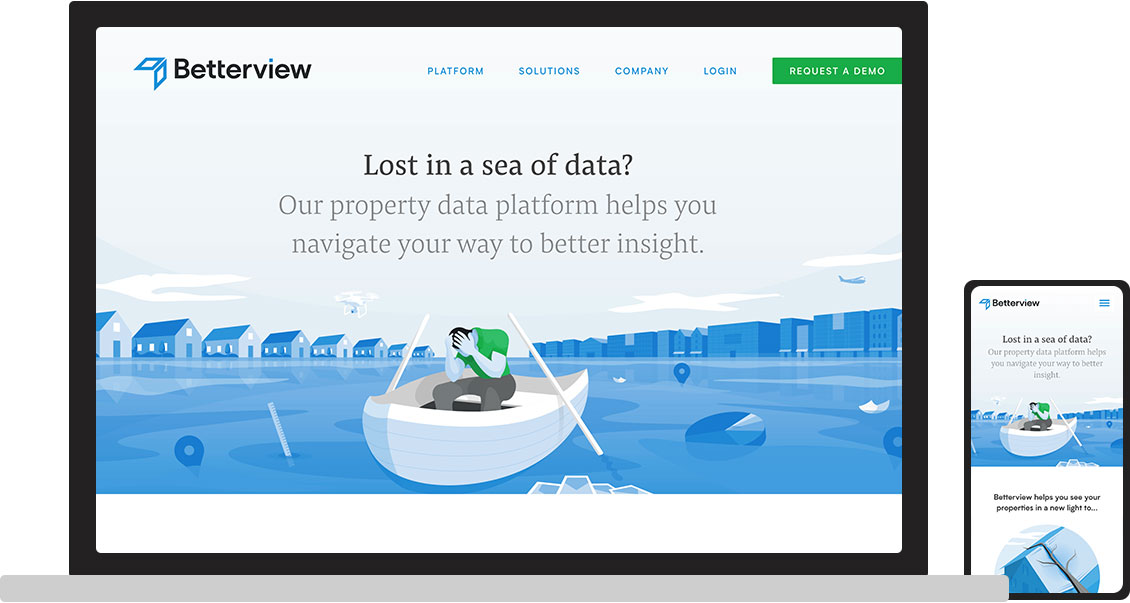 Betterview
PLATFORM SOLUTIONS COMPANY LOGIN REQUEST A DEMO
Lost in a sea of data?
Our property data platform helps you
navigate your way to better insight.
Betterview
Lost in a sea of data?
Our property data platform helps
you navigate your way to better
insight.
Betterview helps you see your
properties in a new light to...